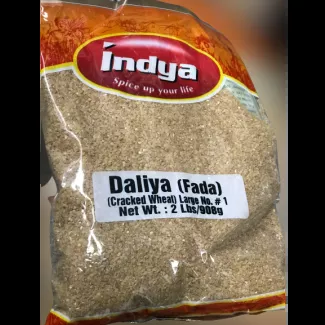 indya
Spice up your life
Daliya (Fada)
(Cracked Wheat) Large No. # 1
Net Wt. : 2 Lbs/908g